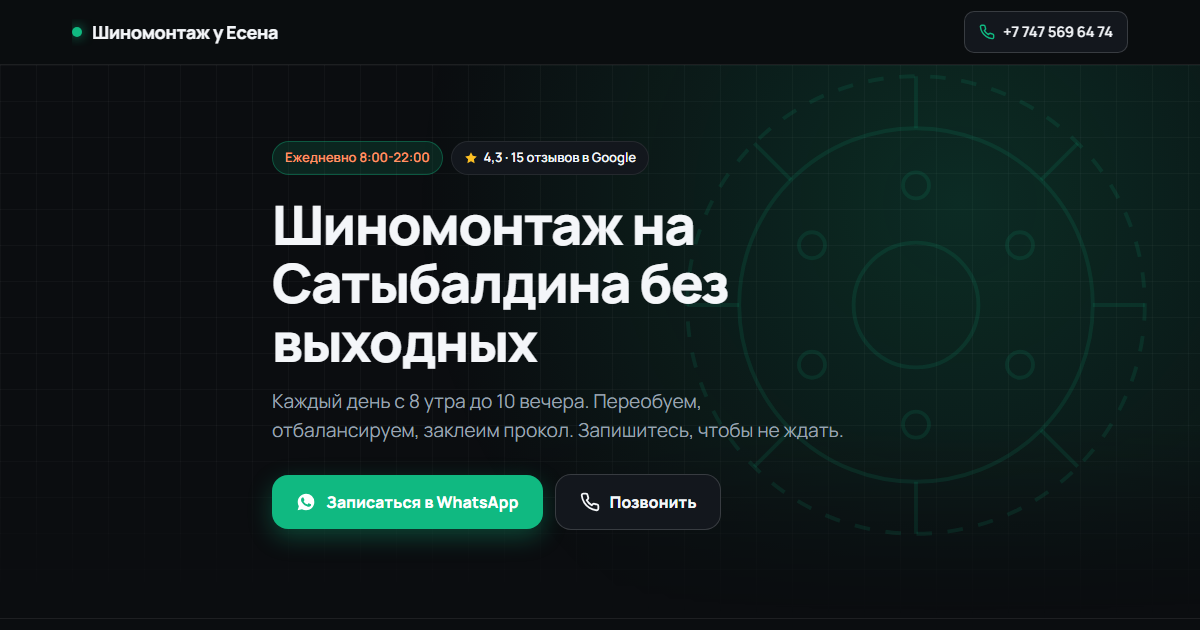 Шиномонтаж у Есена
+7 747 569 64 74
Ежедневно 8:00-22:00
4,3 · 15 отзывов в Google
Шиномонтаж на
Сатыбалдина без
выходных
Каждый день с 8 утра до 10 вечера. Переобуем,
отбалансируем, заклеим прокол. Запишитесь, чтобы не ждать.
Записаться в WhatsApp
Позвонить